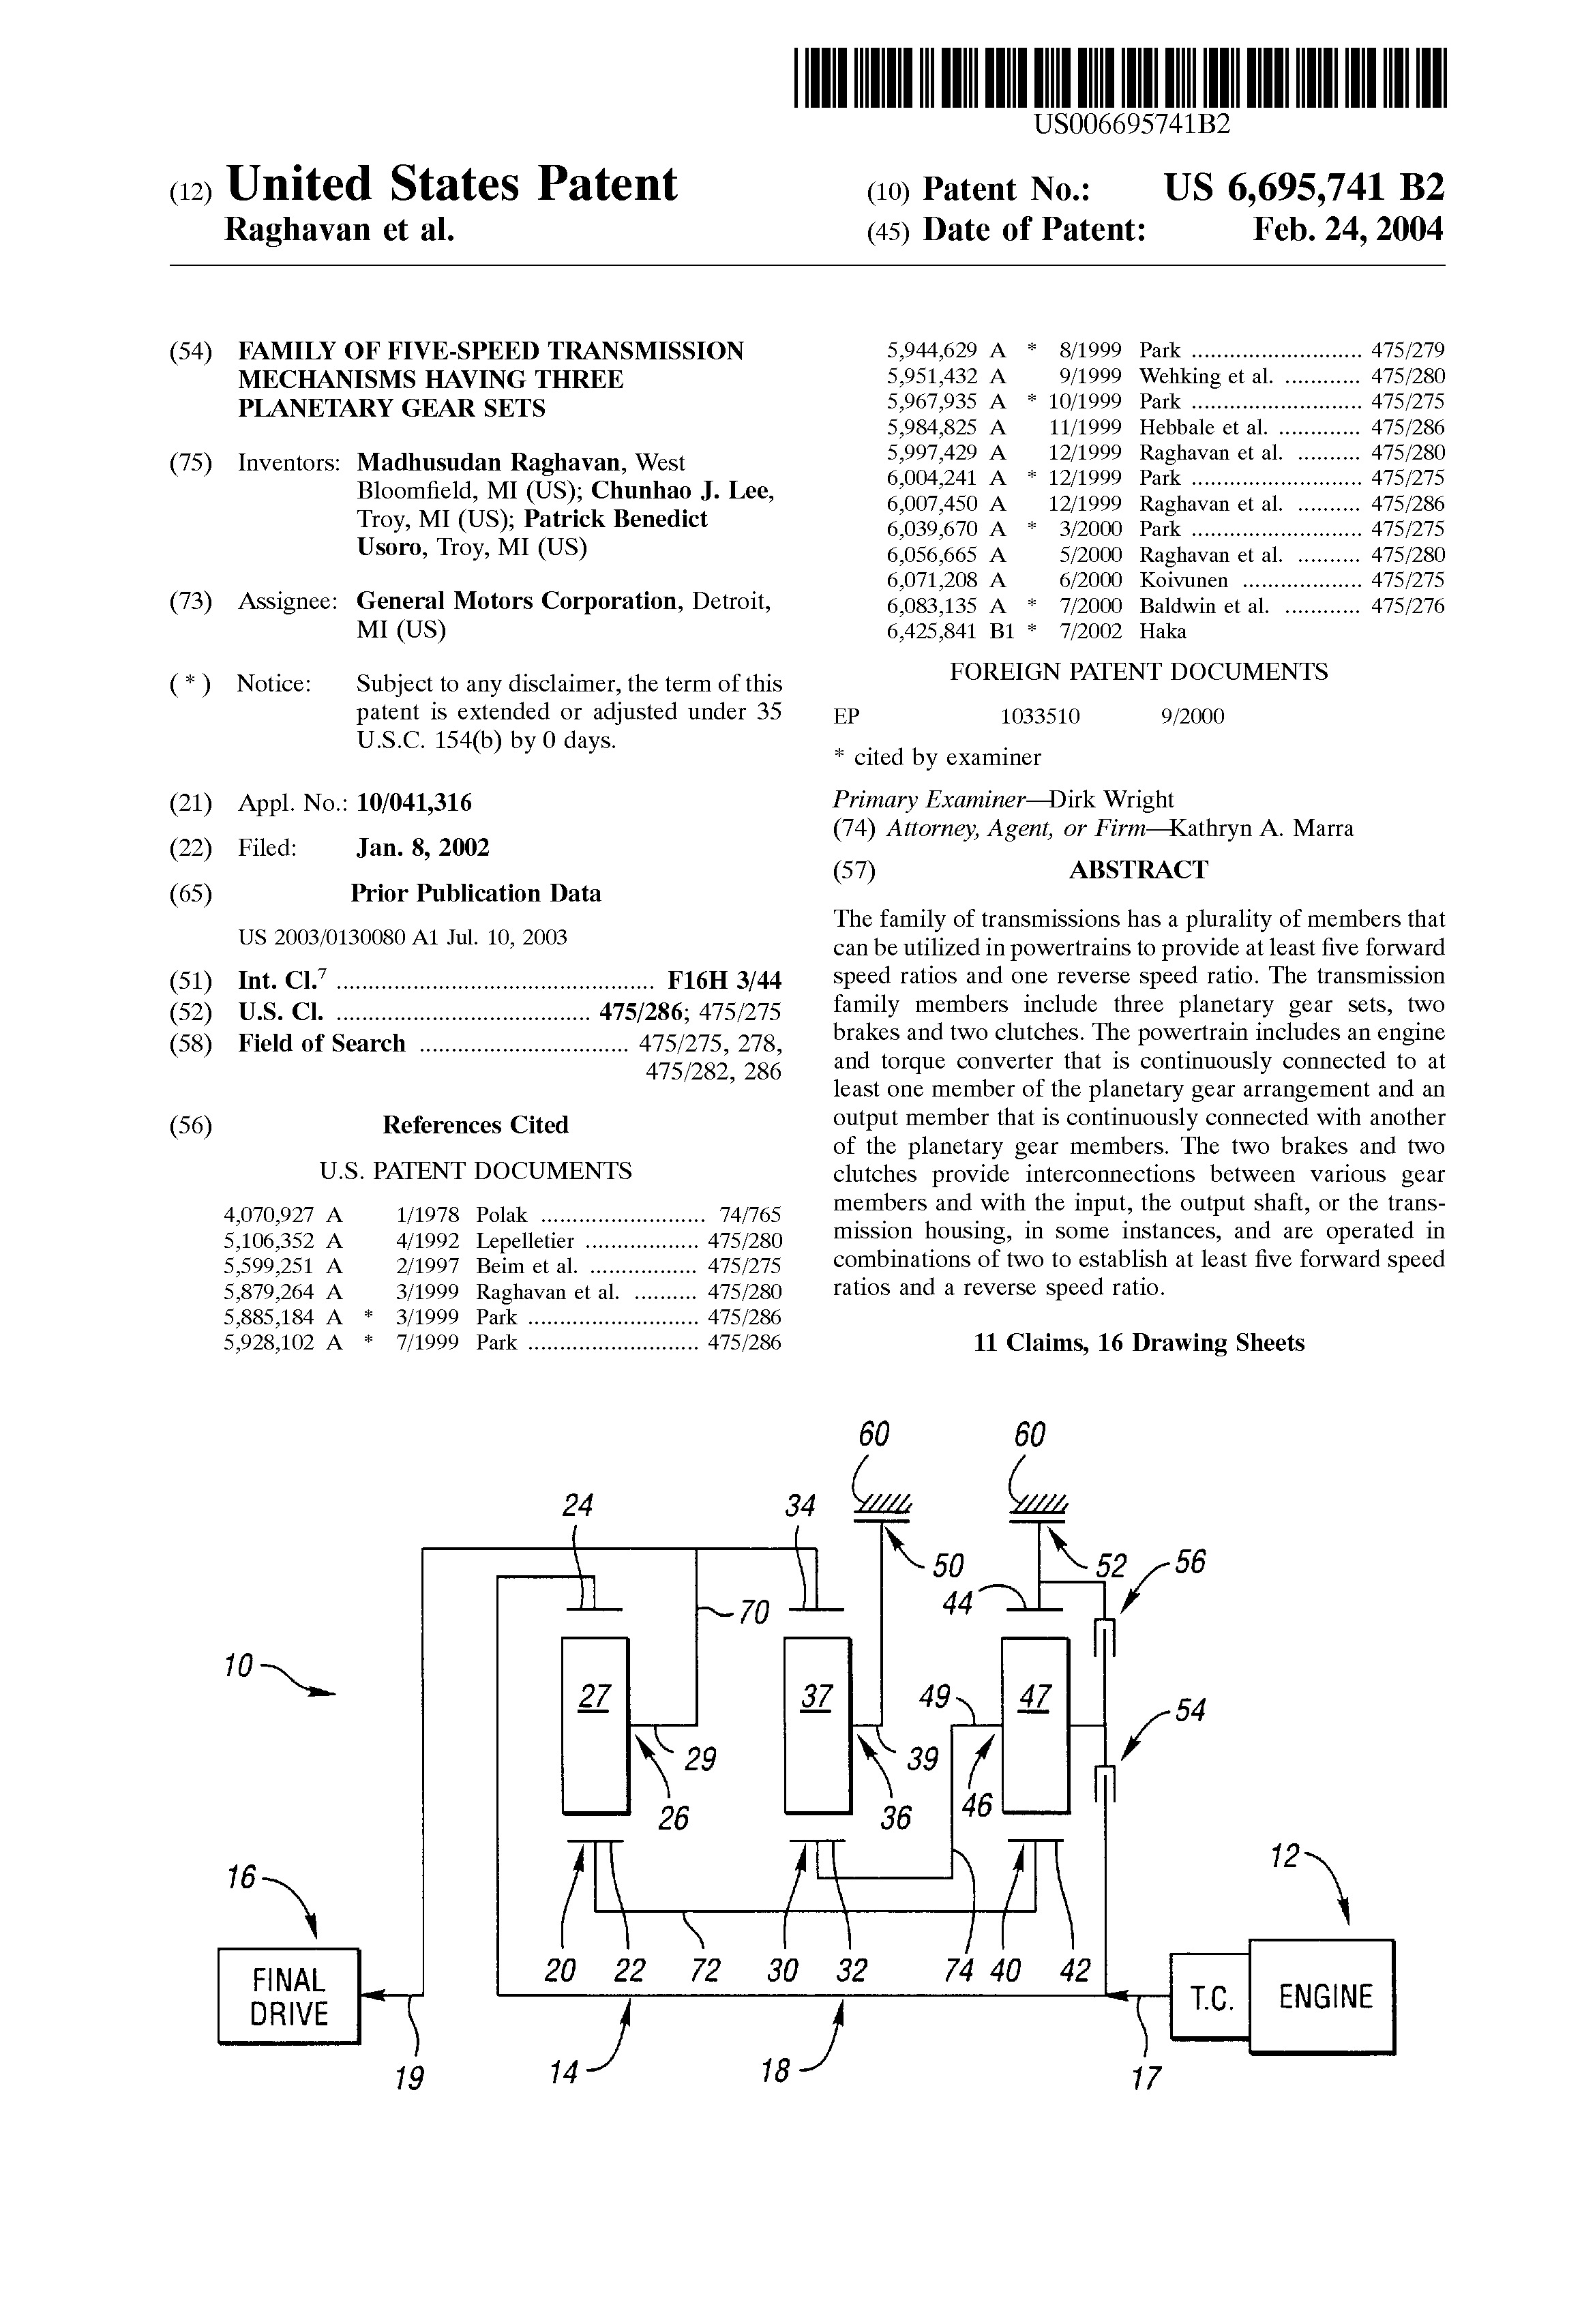 US006695741B2
(12) United States Patent
Raghavan et al.
(10) Patent No.: US 6,695,741 B2
(45) Date of Patent: Feb. 24, 2004
(54) FAMILY OF FIVE-SPEED TRANSMISSION
MECHANISMS HAVING THREE
PLANETARY GEAR SETS
(75) Inventors: Madhusudan Raghavan, West
Bloomfield, MI (US); Chunhao J. Lee,
Troy, MI (US); Patrick Benedict
Usoro, Troy, MI (US)
(73) Assignee: General Motors Corporation, Detroit,
MI (US)
( * ) Notice: Subject to any disclaimer, the term of this
patent is extended or adjusted under 35
U.S.C. 154(b) by 0 days.
(21) Appl. No.: 10/041,316
(22) Filed: Jan. 8, 2002
(65) Prior Publication Data
US 2003/0130080 A1 Jul. 10, 2003
(51) Int. Cl.7 .................................................. F16H 3/44
(52) U.S. Cl. ........................................ 475/286; 475/275
(58) Field of Search ................................. 475/275, 278,
475/282, 286
(56) References Cited
U.S. PATENT DOCUMENTS
4,070,927 A 1/1978 Polak .......................... 74/765
5,106,352 A 4/1992 Lepelletier .................. 475/280
5,599,251 A 2/1997 Beim et al. ................. 475/275
5,879,264 A 3/1999 Raghavan et al. .......... 475/280
5,885,184 A * 3/1999 Park ........................... 475/286
5,928,102 A * 7/1999 Park ........................... 475/286
5,944,629 A * 8/1999 Park ........................... 475/279
5,951,432 A 9/1999 Wehking et al. ............ 475/280
5,967,935 A * 10/1999 Park ........................... 475/275
5,984,825 A 11/1999 Hebbale et al. ............. 475/286
5,997,429 A 12/1999 Raghavan et al. .......... 475/280
6,004,241 A * 12/1999 Park ........................... 475/275
6,007,450 A 12/1999 Raghavan et al. .......... 475/286
6,039,670 A * 3/2000 Park ........................... 475/275
6,056,665 A 5/2000 Raghavan et al. .......... 475/280
6,071,208 A 6/2000 Koivunen ................... 475/275
6,083,135 A * 7/2000 Baldwin et al. ............ 475/276
6,425,841 B1 * 7/2002 Haka
FOREIGN PATENT DOCUMENTS
EP 1033510 9/2000
* cited by examiner
Primary Examiner—Dirk Wright
(74) Attorney, Agent, or Firm—Kathryn A. Marra
(57) ABSTRACT
The family of transmissions has a plurality of members that
can be utilized in powertrains to provide at least five forward
speed ratios and one reverse speed ratio. The transmission
family members include three planetary gear sets, two
brakes and two clutches. The powertrain includes an engine
and torque converter that is continuously connected to at
least one member of the planetary gear arrangement and an
output member that is continuously connected with another
of the planetary gear members. The two brakes and two
clutches provide interconnections between various gear
members and with the input, the output shaft, or the trans-
mission housing, in some instances, and are operated in
combinations of two to establish at least five forward speed
ratios and a reverse speed ratio.
11 Claims, 16 Drawing Sheets
60 60
24 34
50 52 56
44
70
10
27 37 49 47
54
29 39
26 36 46
12
16
20 22 72 30 32 74 40 42
FINAL
DRIVE
T.C. ENGINE
19 14 18 17